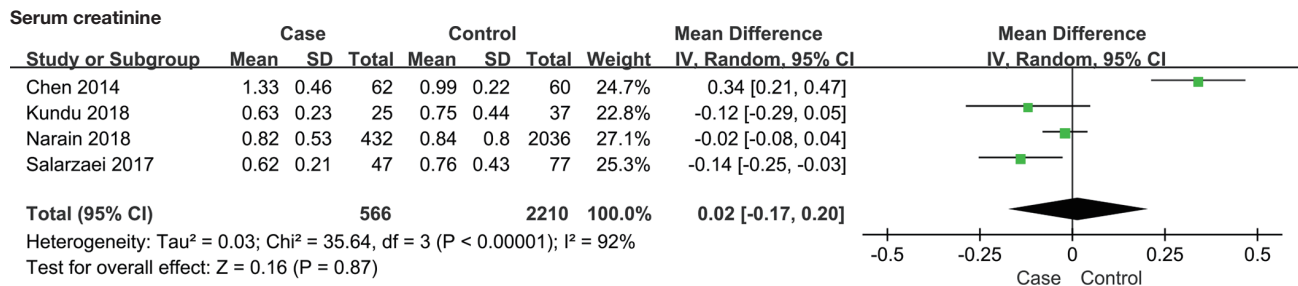 Serum creatinine
Case Control Mean Difference Mean Difference
Study or Subgroup Mean SD Total Mean SD Total Weight IV, Random, 95% CI IV, Random, 95% CI
Chen 2014 1.33 0.46 62 0.99 0.22 60 24.7% 0.34 [0.21, 0.47]
Kundu 2018 0.63 0.23 25 0.75 0.44 37 22.8% -0.12 [-0.29, 0.05]
Narain 2018 0.82 0.53 432 0.84 0.8 2036 27.1% -0.02 [-0.08, 0.04]
Salarzaei 2017 0.62 0.21 47 0.76 0.43 77 25.3% -0.14 [-0.25, -0.03]
Total (95% CI) 566 2210 100.0% 0.02 [-0.17, 0.20]
Heterogeneity: Tau² = 0.03; Chi² = 35.64, df = 3 (P < 0.00001); I² = 92%
Test for overall effect: Z = 0.16 (P = 0.87)
-0.5 -0.25 0 0.25 0.5
Case Control